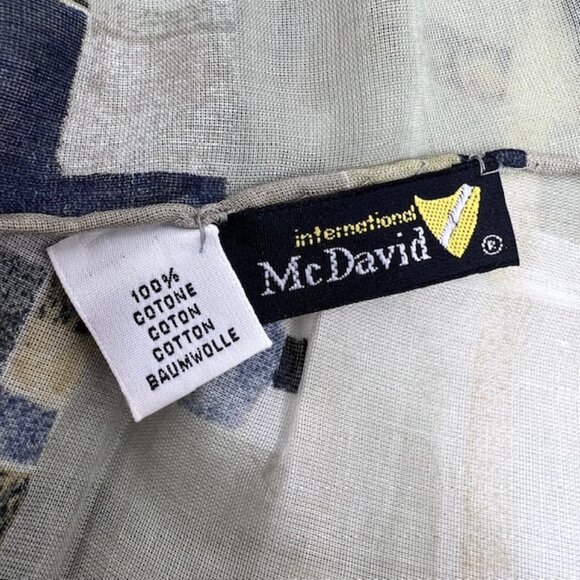 international
McDavid
®
100%
COTONE
COTON
COTTON
BAUMWOLLE